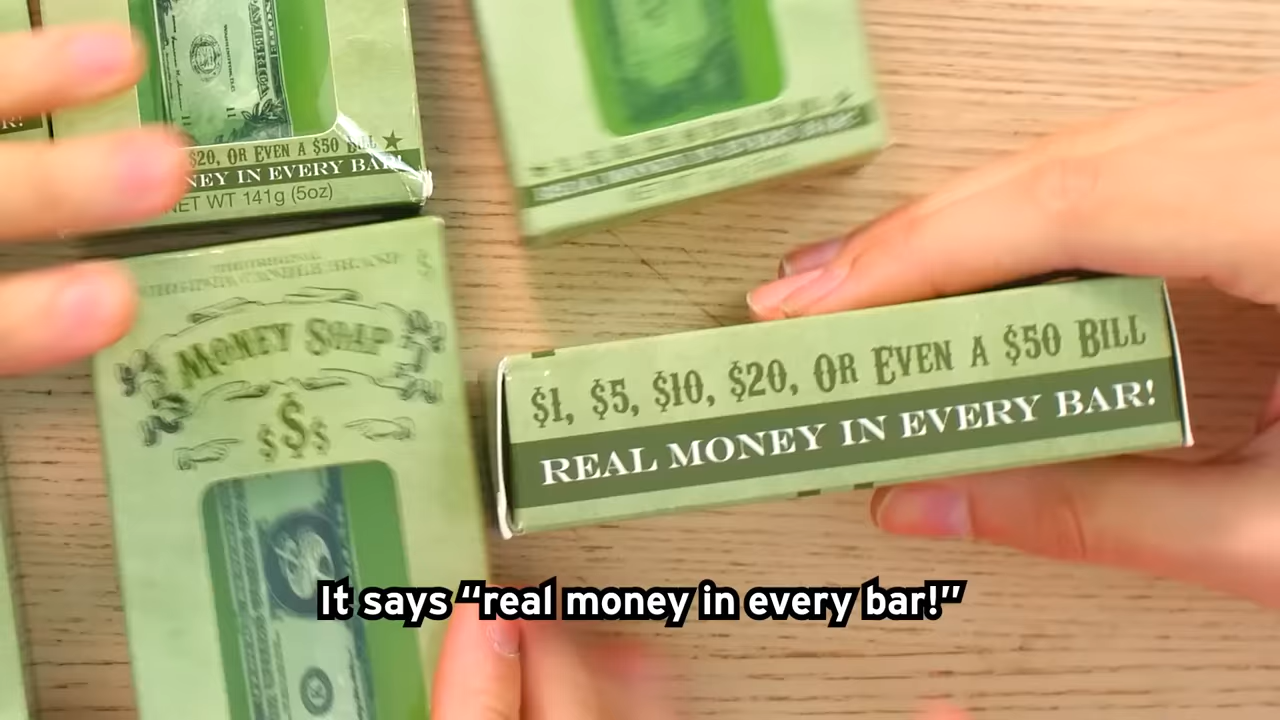 $20, OR EVEN A $50 BILL
NEY IN EVERY BAR!
NET WT 141g (5oz)
MONEY SOAP
$$$
$1, $5, $10, $20, OR EVEN A $50 BILL
REAL MONEY IN EVERY BAR!
It says “real money in every bar!”